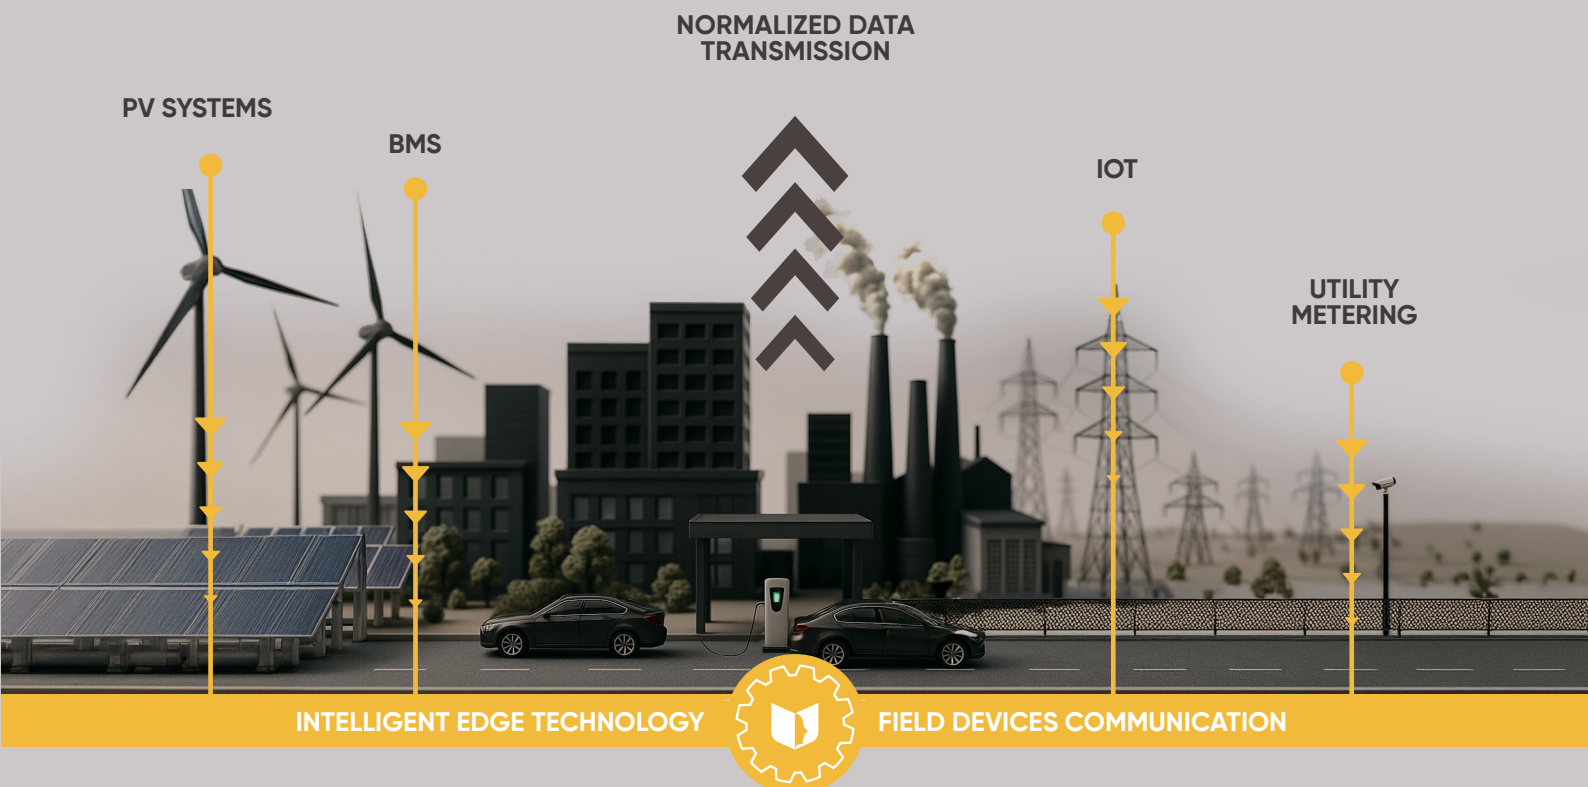 NORMALIZED DATA
TRANSMISSION
PV SYSTEMS
BMS
IOT
UTILITY
METERING
INTELLIGENT EDGE TECHNOLOGY
FIELD DEVICES COMMUNICATION